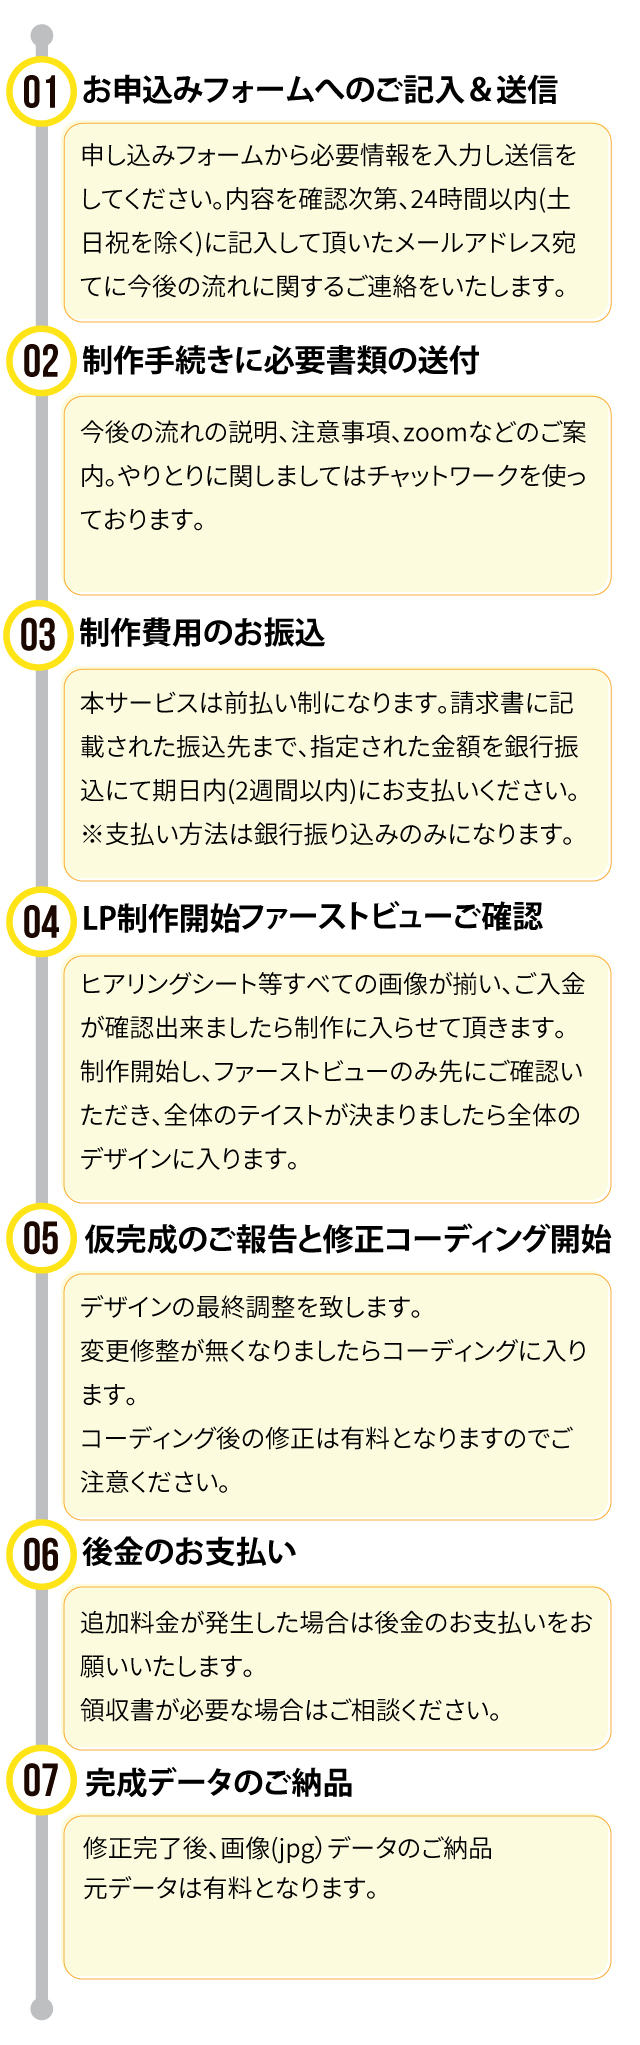 01 お申込みフォームへのご記入＆送信
申し込みフォームから必要情報を入力し送信を
してください。内容を確認次第、24時間以内(土
日祝を除く)に記入して頂いたメールアドレス宛
てに今後の流れに関するご連絡をいたします。
02 制作手続きに必要書類の送付
今後の流れの説明、注意事項、zoomなどのご案
内。やりとりに関しましてはチャットワークを使っ
ております。
03 制作費用のお振込
本サービスは前払い制になります。請求書に記
載された振込先まで、指定された金額を銀行振
込にて期日内(2週間以内)にお支払いください。
※支払い方法は銀行振り込みのみになります。
04 LP制作開始ファーストビューご確認
ヒアリングシート等すべての画像が揃い、ご入金
が確認出来ましたら制作に入らせて頂きます。
制作開始し、ファーストビューのみ先にご確認い
ただき、全体のテイストが決まりましたら全体の
デザインに入ります。
05 仮完成のご報告と修正コーディング開始
デザインの最終調整を致します。
変更修整が無くなりましたらコーディングに入り
ます。
コーディング後の修正は有料となりますのでご
注意ください。
06 後金のお支払い
追加料金が発生した場合は後金のお支払いをお
願いいたします。
領収書が必要な場合はご相談ください。
07 完成データのご納品
修正完了後、画像(jpg）データのご納品
元データは有料となります。